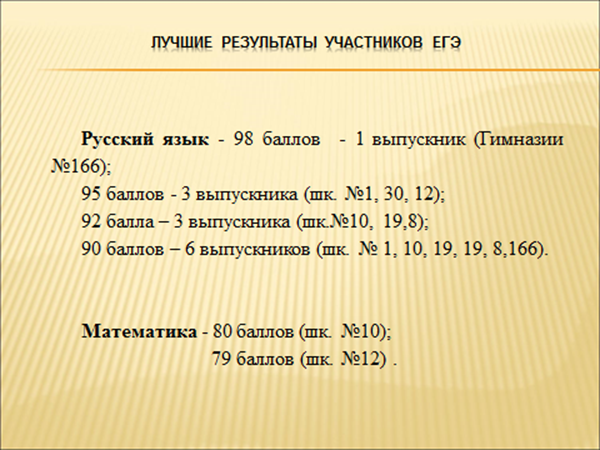 ЛУЧШИЕ РЕЗУЛЬТАТЫ УЧАСТНИКОВ ЕГЭ
Русский язык - 98 баллов - 1 выпускник (Гимназии
№166);
95 баллов - 3 выпускника (шк. №1, 30, 12);
92 балла – 3 выпускника (шк.№10, 19,8);
90 баллов – 6 выпускников (шк. № 1, 10, 19, 19, 8,166).
Математика - 80 баллов (шк. №10);
79 баллов (шк. №12) .